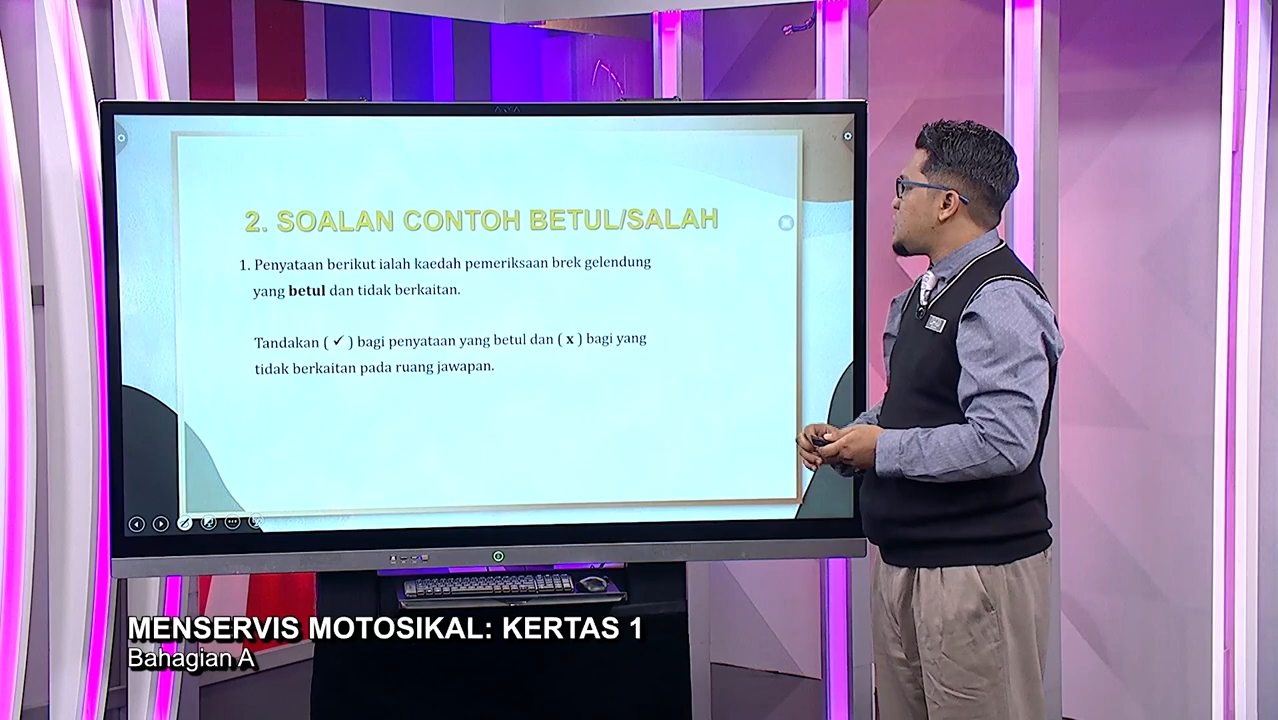 2. SOALAN CONTOH BETUL/SALAH
1. Penyataan berikut ialah kaedah pemeriksaan brek gelendung
yang betul dan tidak berkaitan.
Tandakan ( ✓ ) bagi penyataan yang betul dan ( x ) bagi yang
tidak berkaitan pada ruang jawapan.
MENSERVIS MOTOSIKAL: KERTAS 1
Bahagian A